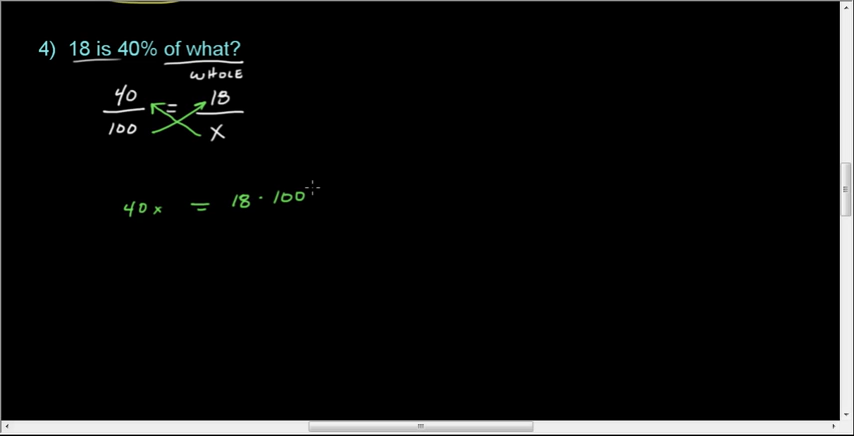 4) 18 is 40% of what?
WHOLE
40 = 18
100 x
40x = 18 · 100